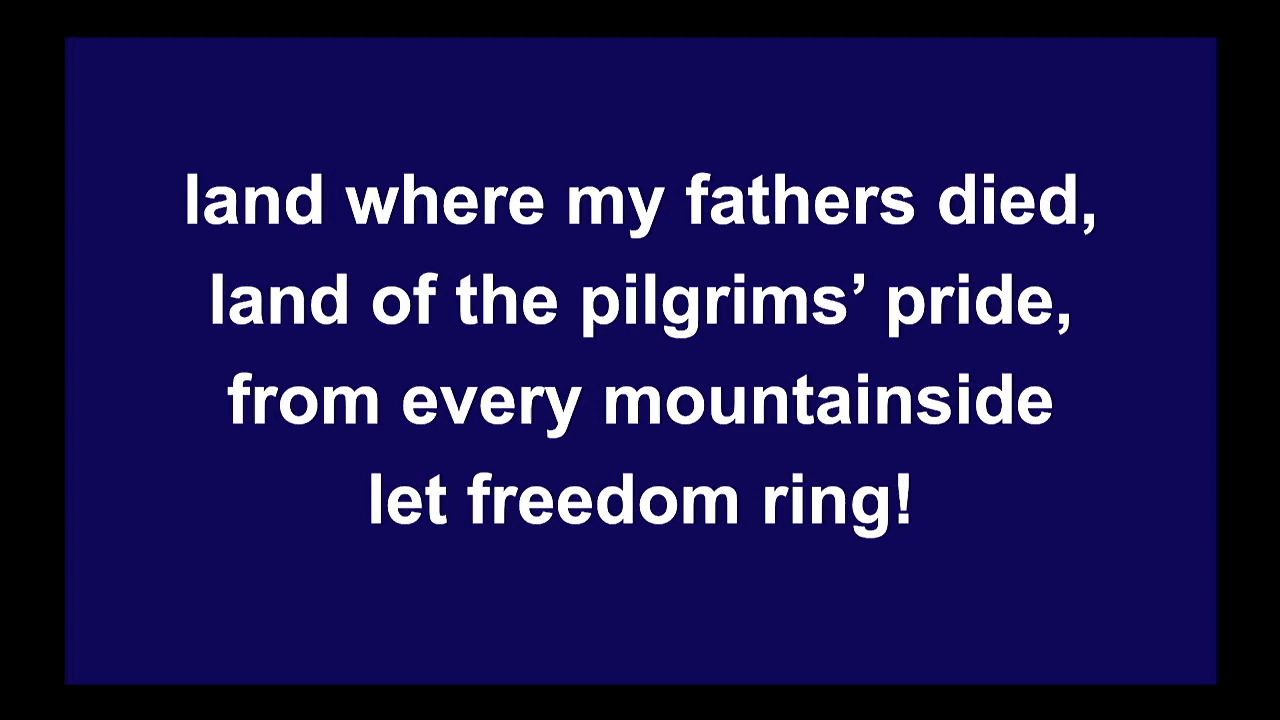 land where my fathers died,
land of the pilgrims’ pride,
from every mountainside
let freedom ring!